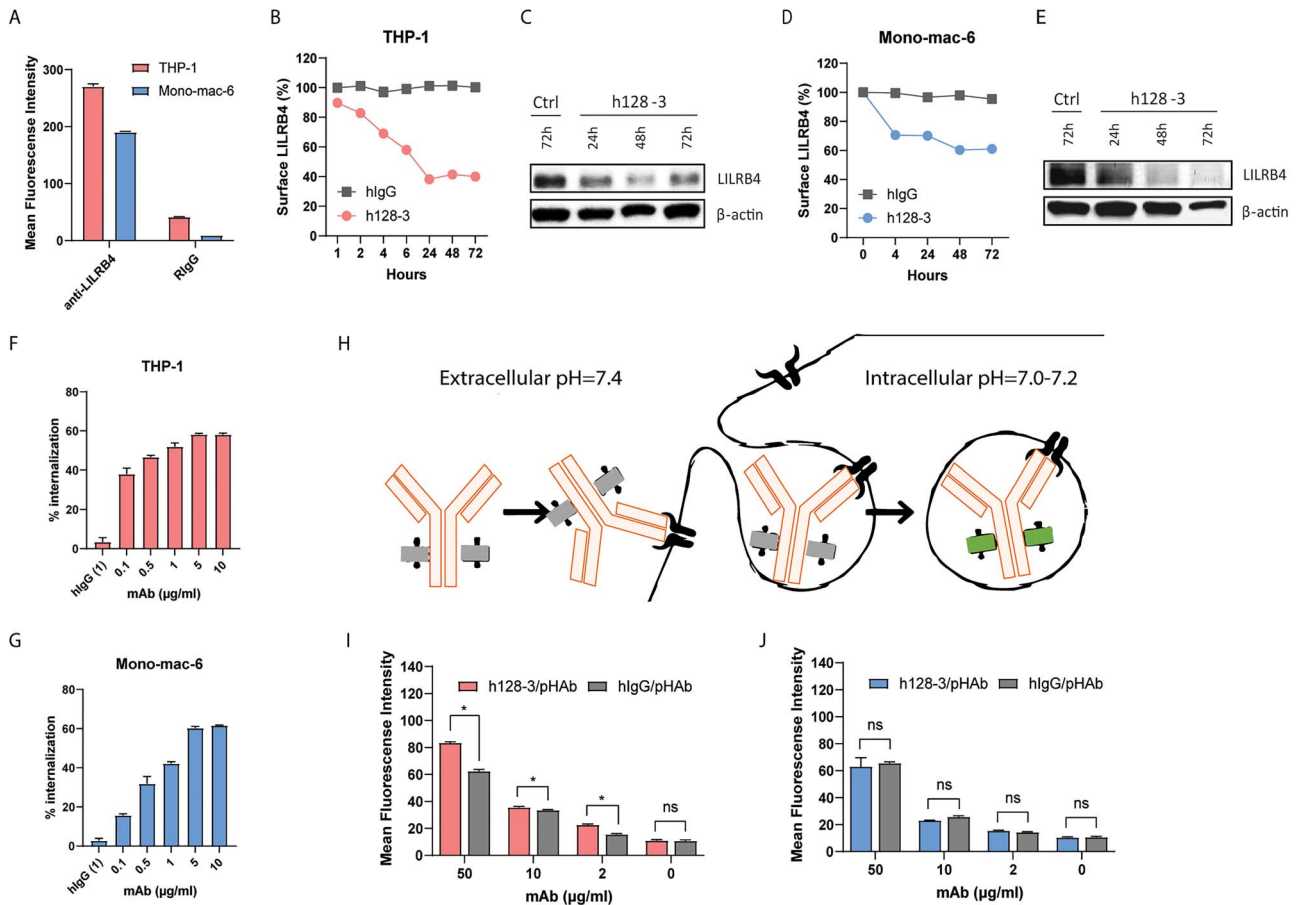 A
Mean Fluorescense Intensity
300
200
100
0
THP-1
Mono-mac-6
anti-LILRB4
RIgG
B
THP-1
Surface LILRB4 (%)
120
100
80
60
40
20
0
hIgG
h128-3
1 2 4 6 24 48 72
Hours
C
Ctrl h128 -3
72h 24h 48h 72h
LILRB4
β-actin
D
Mono-mac-6
Surface LILRB4 (%)
120
100
80
60
40
20
0
hIgG
h128-3
0 4 24 48 72
Hours
E
Ctrl h128 -3
72h 24h 48h 72h
LILRB4
β-actin
F
THP-1
% internalization
80
60
40
20
0
hIgG (1) 0.1 0.5 1 5 10
mAb (µg/ml)
G
Mono-mac-6
% internalization
80
60
40
20
0
hIgG (1) 0.1 0.5 1 5 10
mAb (µg/ml)
H
Extracellular pH=7.4
Intracellular pH=7.0-7.2
I
Mean Fluorescense Intensity
140
120
100
80
60
40
20
0
h128-3/pHAb hIgG/pHAb
* * * ns
50 10 2 0
mAb (µg/ml)
J
Mean Fluorescense Intensity
140
120
100
80
60
40
20
0
h128-3/pHAb hIgG/pHAb
ns ns ns ns
50 10 2 0
mAb (µg/ml)